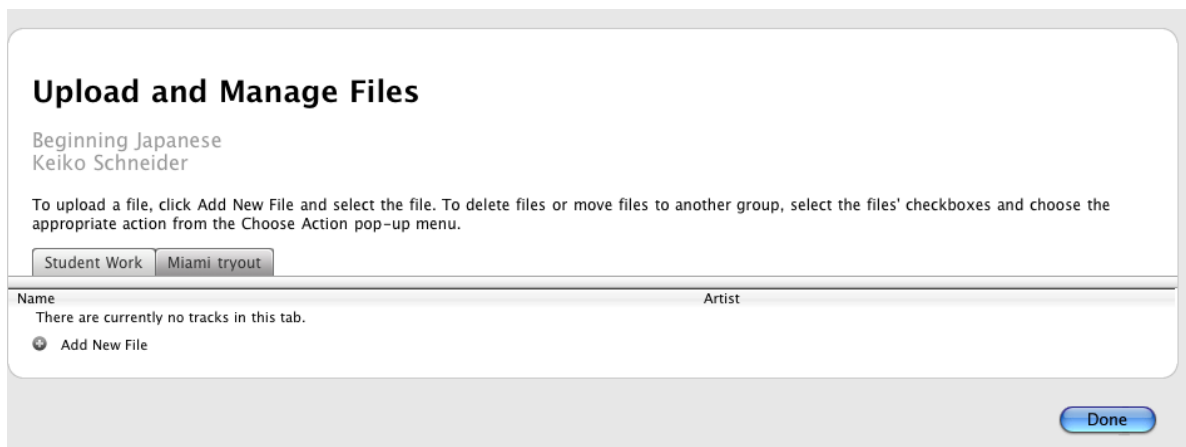 Upload and Manage Files
Beginning Japanese
Keiko Schneider
To upload a file, click Add New File and select the file. To delete files or move files to another group, select the files' checkboxes and choose the
appropriate action from the Choose Action pop-up menu.
Student Work Miami tryout
Name Artist
There are currently no tracks in this tab.
Add New File
Done